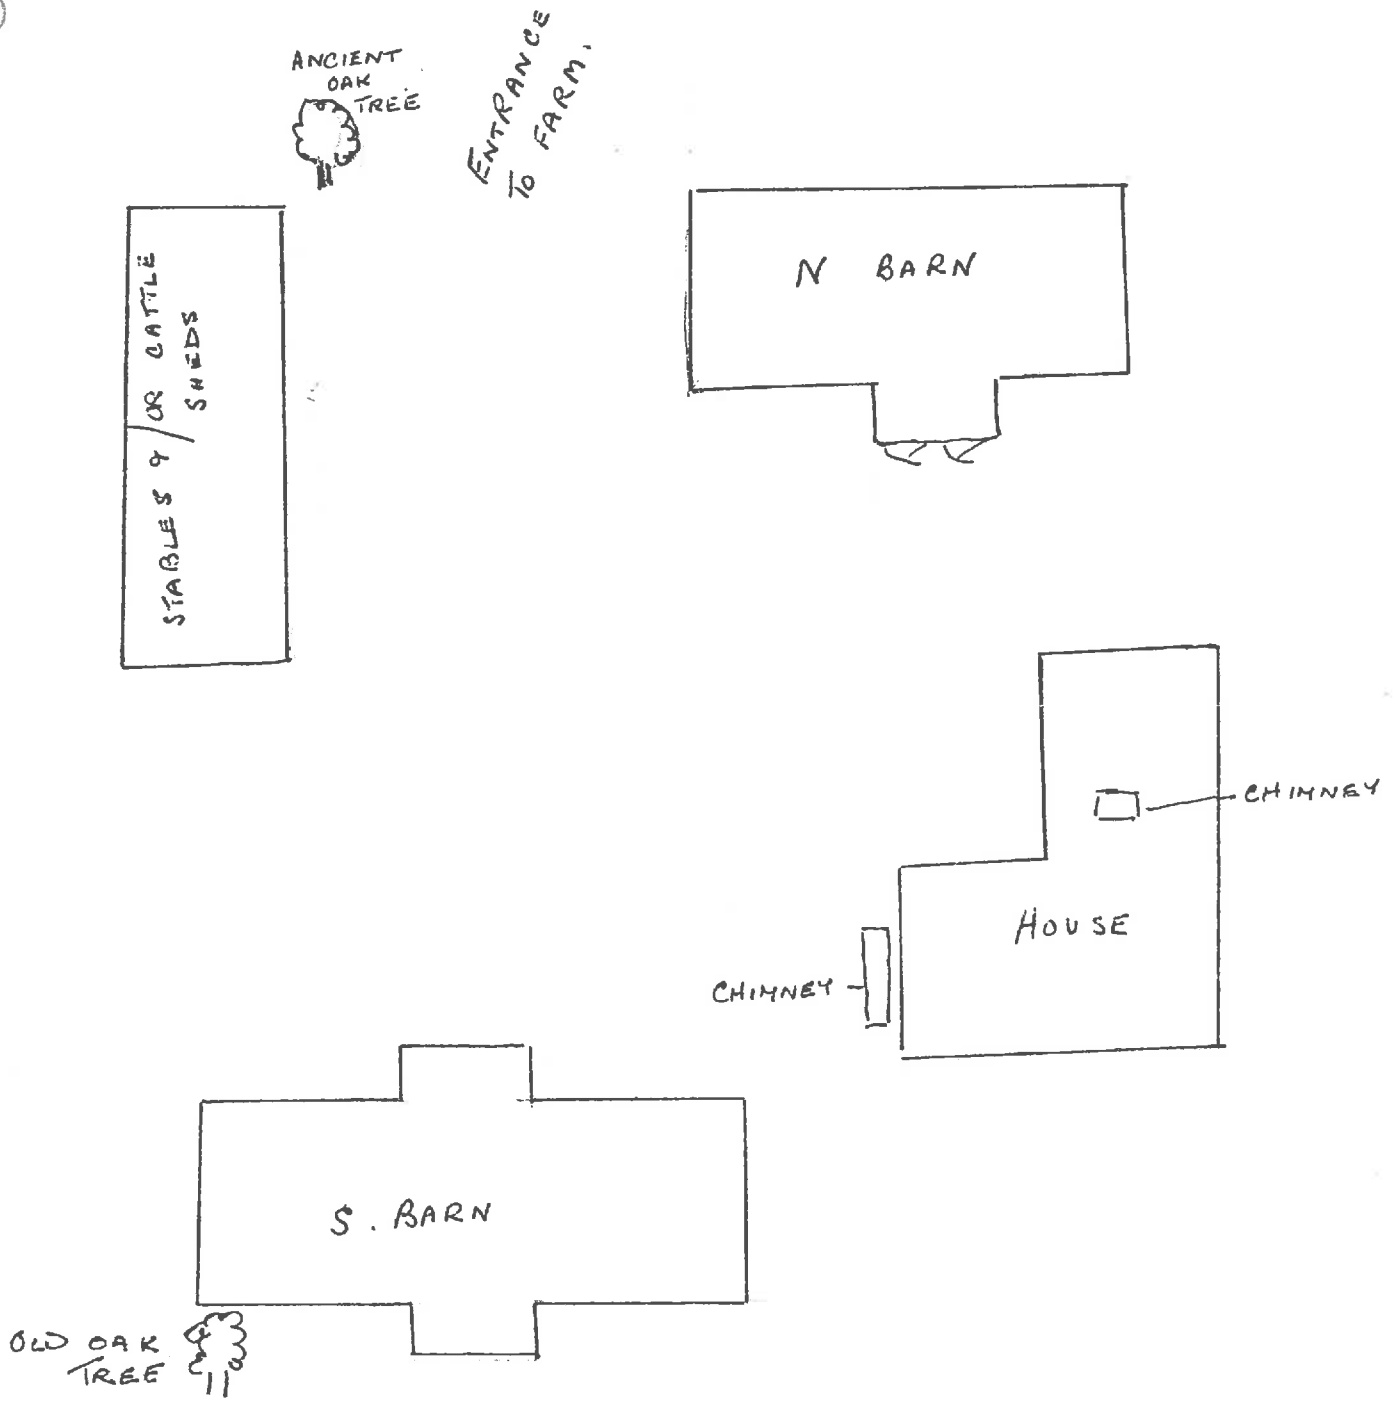 ANCIENT
OAK
TREE
ENTRANCE
TO FARM.
N BARN
STABLES & / OR CATTLE
SHEDS
CHIMNEY
HOUSE
CHIMNEY
S. BARN
OLD OAK
TREE